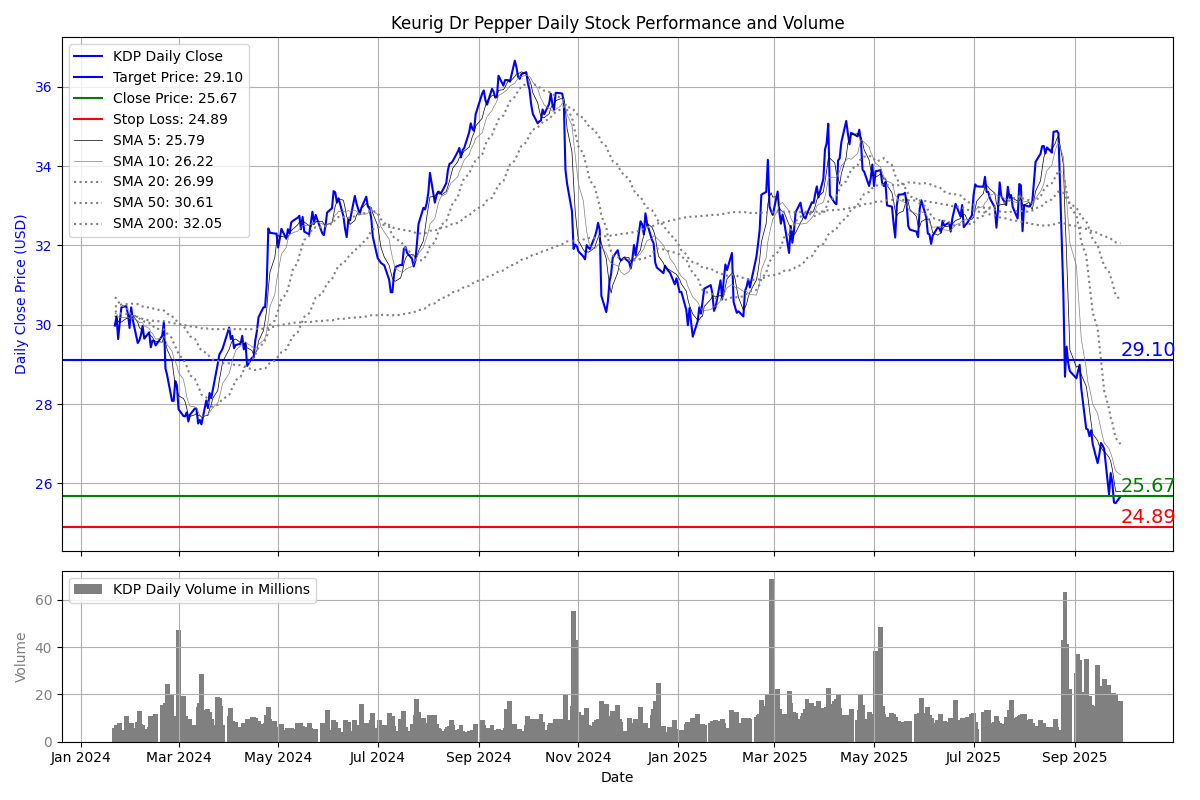 Keurig Dr Pepper Daily Stock Performance and Volume
KDP Daily Close
Target Price: 29.10
Close Price: 25.67
Stop Loss: 24.89
SMA 5: 25.79
SMA 10: 26.22
SMA 20: 26.99
SMA 50: 30.61
SMA 200: 32.05
Daily Close Price (USD)
36
34
32
30
28
26
29.10
25.67
24.89
KDP Daily Volume in Millions
Volume
60
40
20
0
Jan 2024 Mar 2024 May 2024 Jul 2024 Sep 2024 Nov 2024 Jan 2025 Mar 2025 May 2025 Jul 2025 Sep 2025
Date